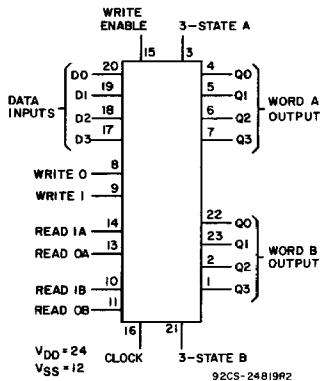 WRITE
ENABLE
3-STATE A
15
3
DATA
INPUTS
D0 20
D1 19
D2 18
D3 17
WRITE 0 8
WRITE 1 9
READ 1A 14
READ 0A 13
READ 1B 10
READ 0B 11
4 Q0
5 Q1
6 Q2
7 Q3
WORD A
OUTPUT
22 Q0
23 Q1
2 Q2
1 Q3
WORD B
OUTPUT
16
21
VDD = 24
VSS = 12
CLOCK
3-STATE B
92CS-24819R2